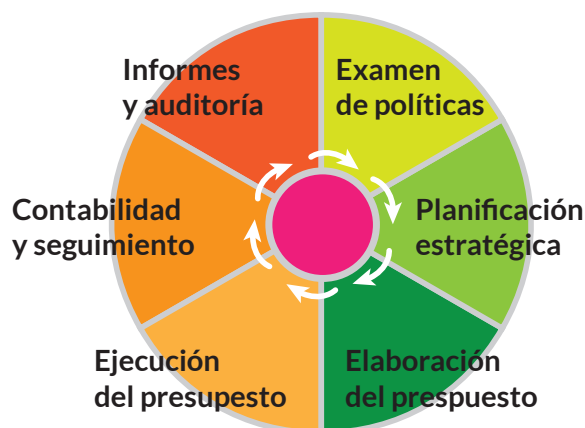 Informes
y auditoría
Examen
de políticas
Contabilidad
y seguimiento
Planificación
estratégica
Ejecución
del presupesto
Elaboración
del prespuesto